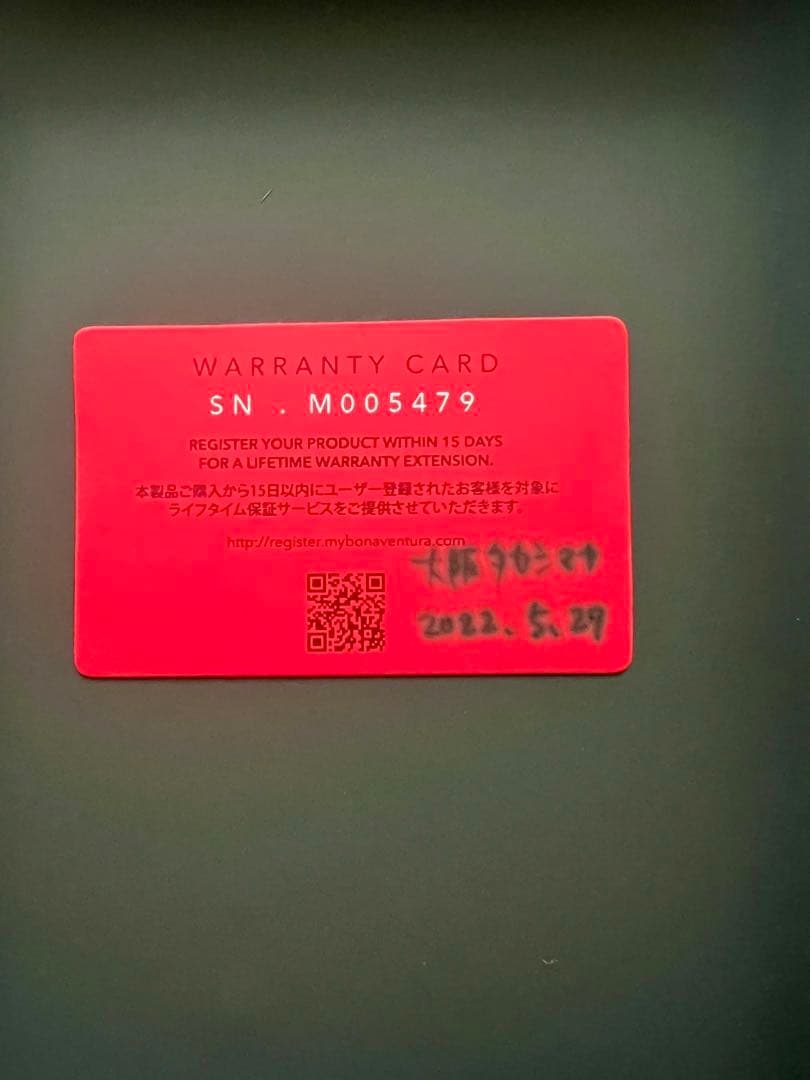 WARRANTY CARD
SN . M005479
REGISTER YOUR PRODUCT WITHIN 15 DAYS
FOR A LIFETIME WARRANTY EXTENSION.
本製品ご購入から15日以内にユーザー登録されたお客様を対象に
ライフタイム保証サービスをご提供させていただきます。
http://register.mybonaventura.com
大阪タカシマヤ
2022.5.29